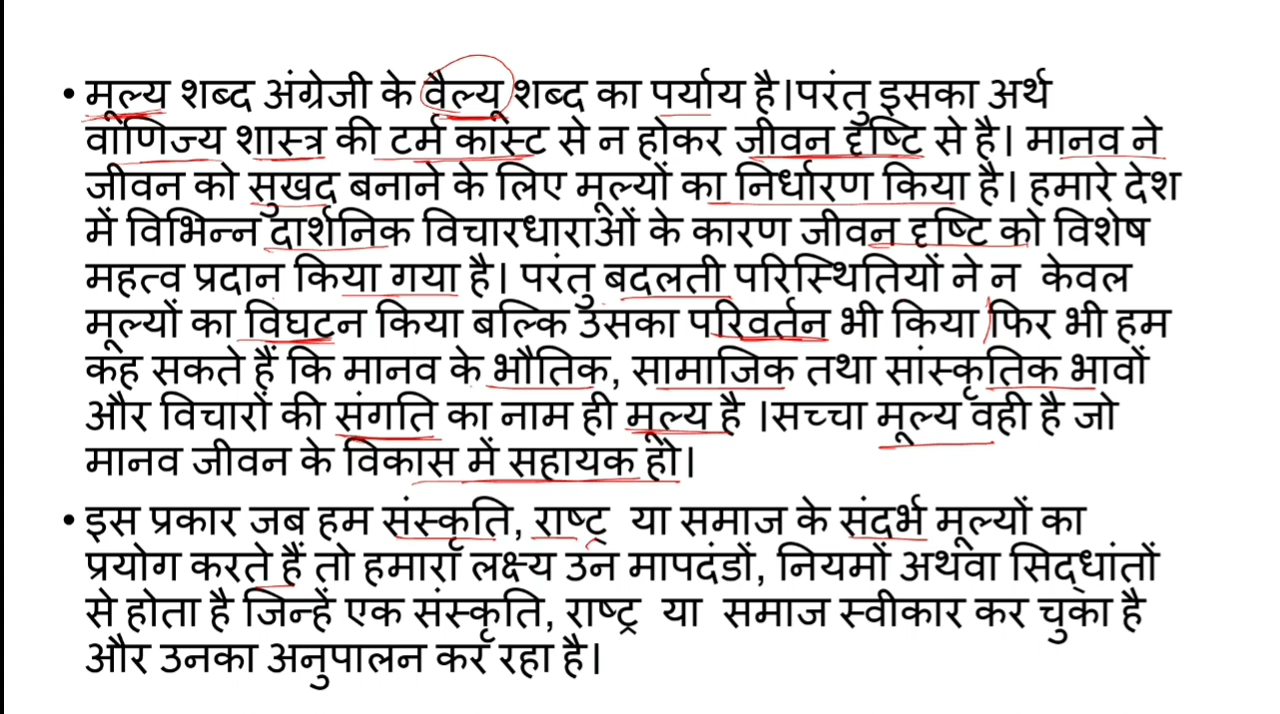 • मूल्य शब्द अंग्रेजी के वैल्यू शब्द का पर्याय है।परंतु इसका अर्थ
वाणिज्य शास्त्र की टर्म कॉस्ट से न होकर जीवन दृष्टि से है। मानव ने
जीवन को सुखद बनाने के लिए मूल्यों का निर्धारण किया है। हमारे देश
में विभिन्न दार्शनिक विचारधाराओं के कारण जीवन दृष्टि को विशेष
महत्व प्रदान किया गया है। परंतु बदलती परिस्थितियों ने न केवल
मूल्यों का विघटन किया बल्कि उसका परिवर्तन भी किया फिर भी हम
कह सकते हैं कि मानव के भौतिक, सामाजिक तथा सांस्कृतिक भावों
और विचारों की संगति का नाम ही मूल्य है ।सच्चा मूल्य वही है जो
मानव जीवन के विकास में सहायक हो।
• इस प्रकार जब हम संस्कृति, राष्ट्र या समाज के संदर्भ मूल्यों का
प्रयोग करते हैं तो हमारा लक्ष्य उन मापदंडों, नियमों अथवा सिद्धांतों
से होता है जिन्हें एक संस्कृति, राष्ट्र या समाज स्वीकार कर चुका है
और उनका अनुपालन कर रहा है।